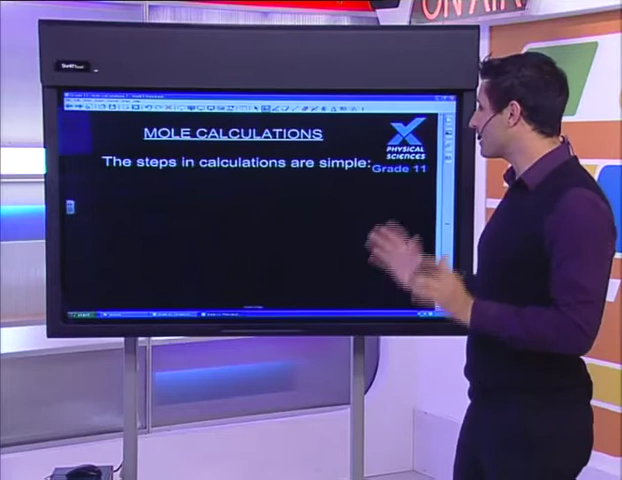 ON AIR
MOLE CALCULATIONS
X
PHYSICAL
SCIENCES
The steps in calculations are simple:
Grade 11